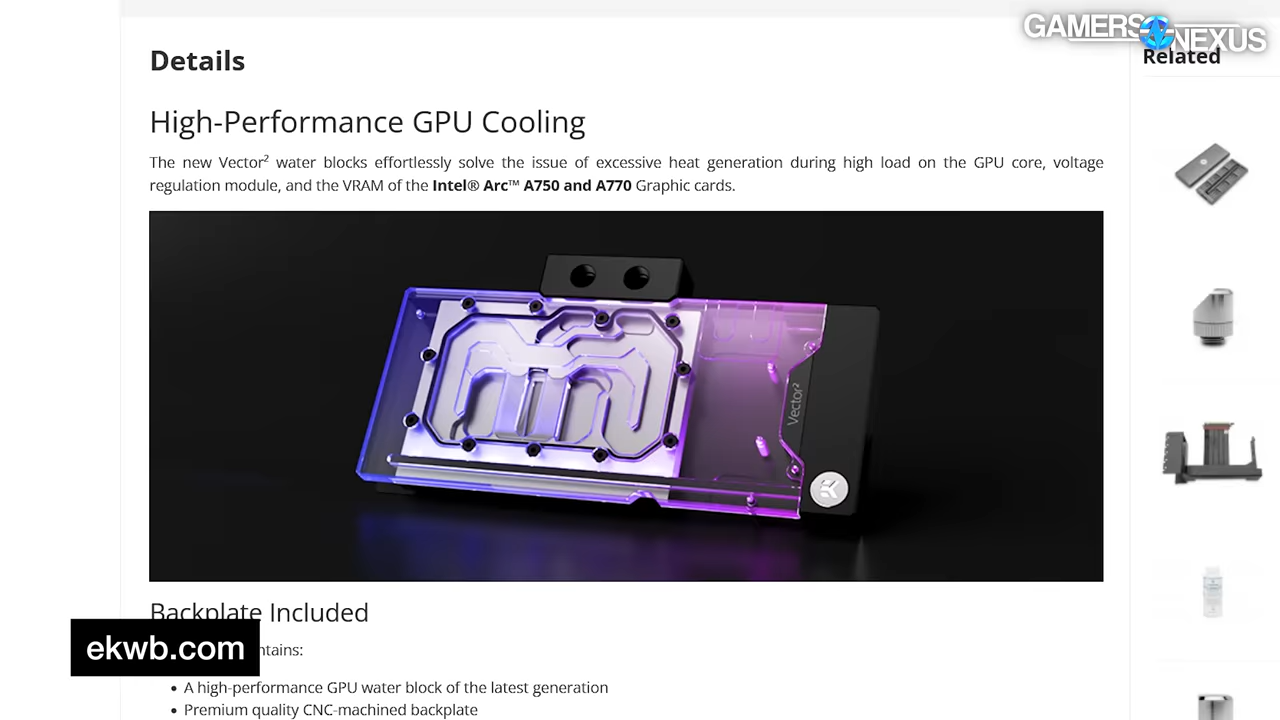 GAMERS NEXUS
Details
Related
High-Performance GPU Cooling
The new Vector² water blocks effortlessly solve the issue of excessive heat generation during high load on the GPU core, voltage
regulation module, and the VRAM of the Intel® Arc™ A750 and A770 Graphic cards.
Vector²
Backplate Included
ntains:
ekwb.com
• A high-performance GPU water block of the latest generation
• Premium quality CNC-machined backplate